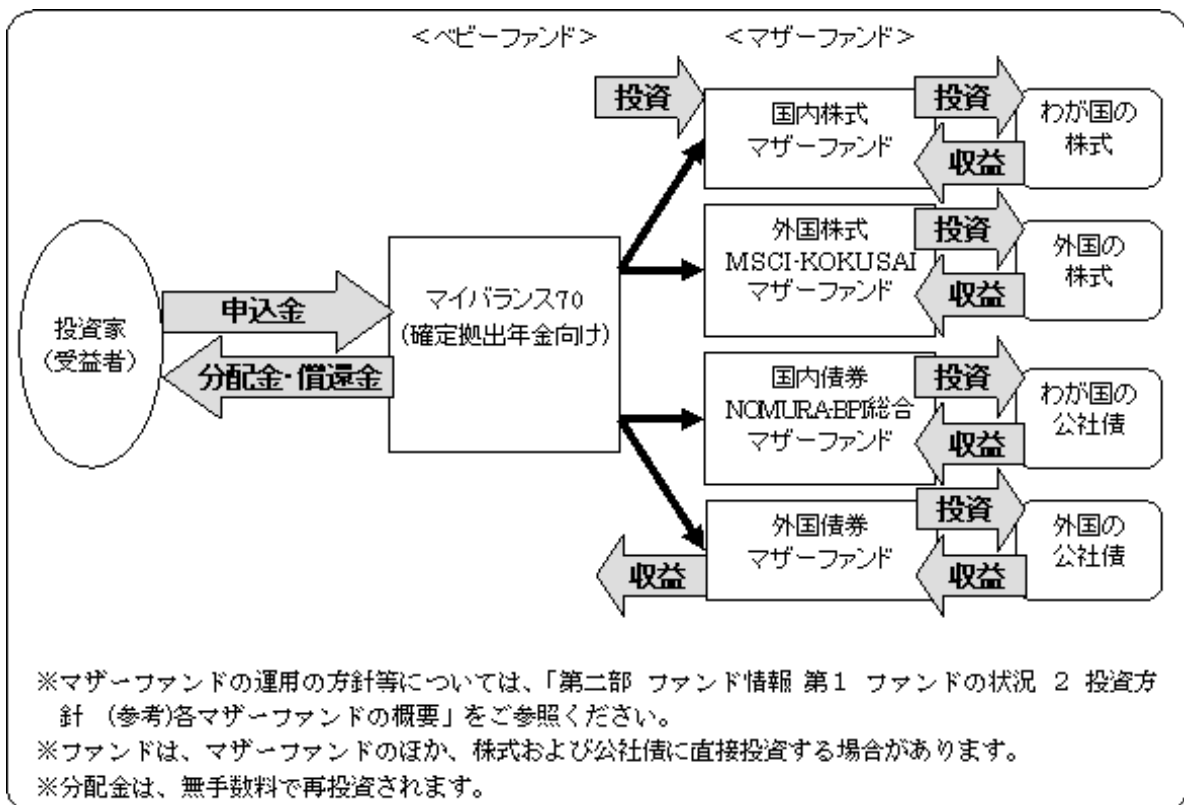 ＜ベビーファンド＞
＜マザーファンド＞
投資
国内株式
マザーファンド
投資
収益
わが国の
株式
外国株式
MSCI-KOKUSAI
マザーファンド
投資
収益
外国の
株式
投資家
（受益者）
申込金
分配金・償還金
マイバランス70
（確定拠出年金向け）
国内債券
NOMURA-BPI総合
マザーファンド
投資
収益
わが国の
公社債
外国債券
マザーファンド
投資
収益
外国の
公社債
収益
※マザーファンドの運用の方針等については、「第二部 ファンド情報 第１ ファンドの状況 ２ 投資方
針 (参考)各マザーファンドの概要」をご参照ください。
※ファンドは、マザーファンドのほか、株式および公社債に直接投資する場合があります。
※分配金は、無手数料で再投資されます。